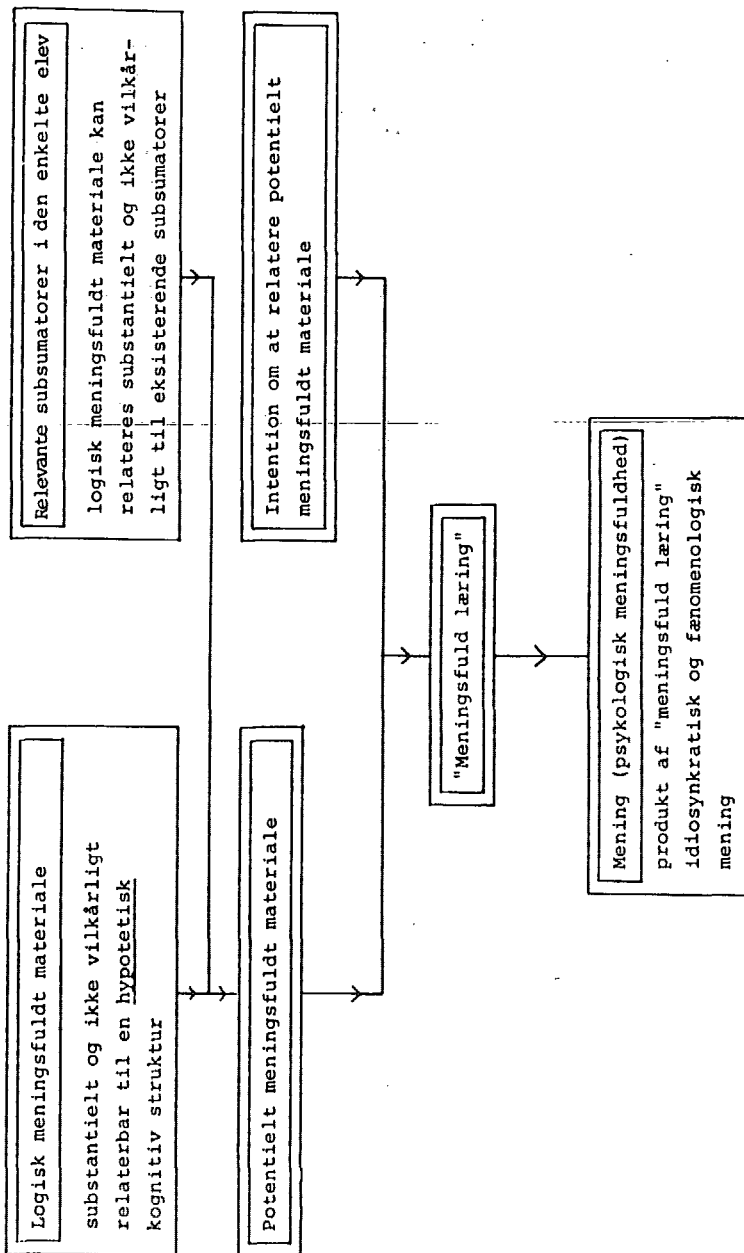 Logisk meningsfuldt materiale
substantielt og ikke vilkårligt
relaterbar til en hypotetisk
kognitiv struktur
Relevante subsumatorer i den enkelte elev
logisk meningsfuldt materiale kan
relateres substantielt og ikke vilkår-
ligt til eksisterende subsumatorer
Potentielt meningsfuldt materiale
Intention om at relatere potentielt
meningsfuldt materiale
"Meningsfuld læring"
Mening (psykologisk meningsfuldhed)
produkt af "meningsfuld læring"
idiosynkratisk og fænomenologisk
mening